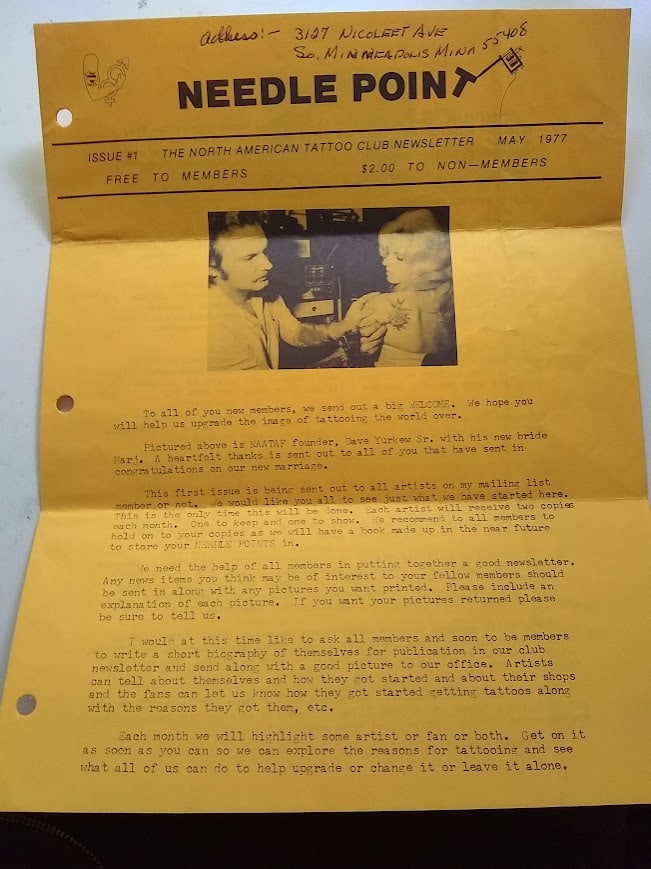 address:- 3127 NICOLEET AVE
So, MINNEAPOLIS MINN 55408
NEEDLE POINT
ISSUE #1 THE NORTH AMERICAN TATTOO CLUB NEWSLETTER MAY 1977
FREE TO MEMBERS $2.00 TO NON-MEMBERS
To all of you new members, we send out a big WELCOME. We hope you
will help us upgrade the image of tattooing the world over.
Pictured above is NAATAF founder, Dave Yurkew Sr. with his new bride
Marj. A heartfelt thanks is sent out to all of you that have sent in
congratulations on our new marriage.
This first issue is being sent out to all artists on my mailing list
member or not. We would like you all to see just what we have started here.
This is the only time this will be done. Each artist will receive two copies
each month. One to keep and one to show. We recommend to all members to
hold on to your copies as we will have a book made up in the near future
to store your NEEDLE POINTS in.
We need the help of all members in putting together a good newsletter.
Any news items you think may be of interest to your fellow members should
be sent in along with any pictures you want printed. Please include an
explanation of each picture. If you want your pictures returned please
be sure to tell us.
I would at this time like to ask all members and soon to be members
to write a short biography of themselves for publication in our club
newsletter and send along with a good picture to our office. Artists
can tell about themselves and how they got started and about their shops
and the fans can let us know how they got started getting tattoos along
with the reasons they got them, etc.
Each month we will highlight some artist or fan or both. Get on it
as soon as you can so we can explore the reasons for tattooing and see
what all of us can do to help upgrade or change it or leave it alone.